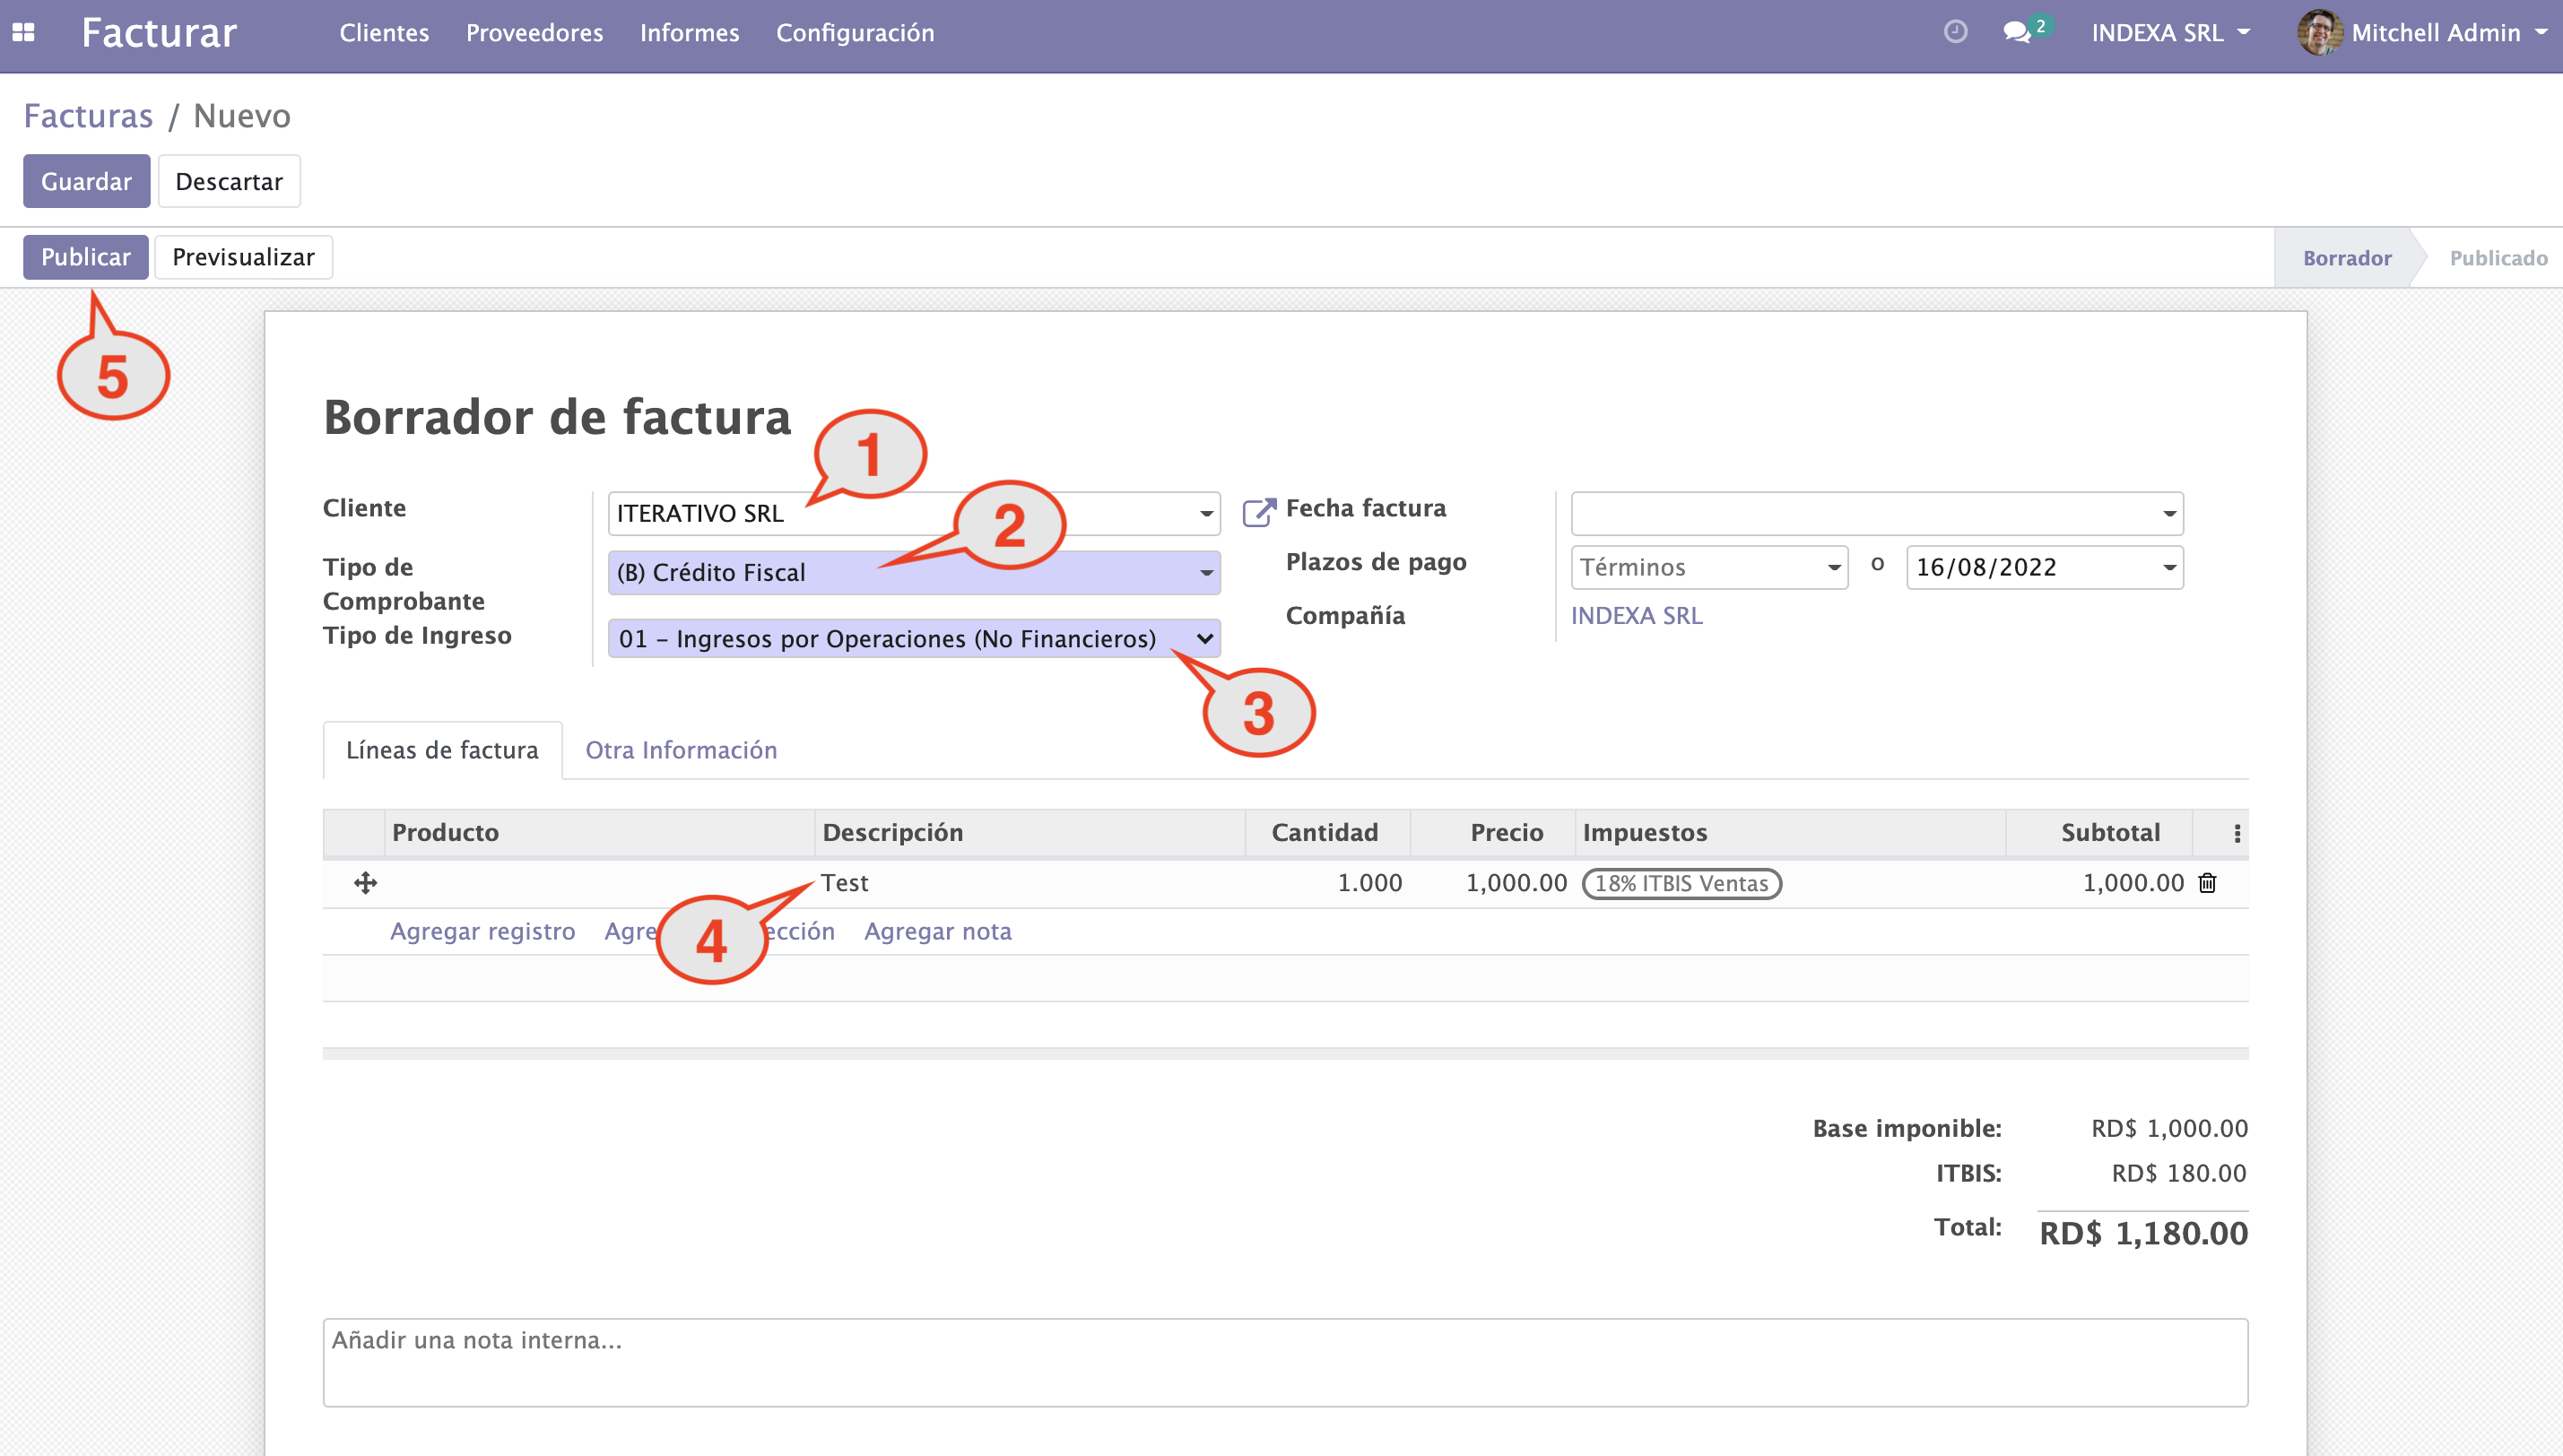 Facturar Clientes Proveedores Informes Configuración 2 INDEXA SRL Mitchell Admin
Facturas / Nuevo
Guardar Descartar
Publicar Previsualizar Borrador Publicado
5
Borrador de factura
1
Cliente ITERATIVO SRL Fecha factura
2
Tipo de Comprobante (B) Crédito Fiscal Plazos de pago Términos o 16/08/2022
Tipo de Ingreso 01 - Ingresos por Operaciones (No Financieros) Compañía INDEXA SRL
3
Líneas de factura Otra Información
Producto Descripción Cantidad Precio Impuestos Subtotal
Test 1.000 1,000.00 18% ITBIS Ventas 1,000.00
Agregar registro Agre 4 ección Agregar nota
Base imponible: RD$ 1,000.00
ITBIS: RD$ 180.00
Total: RD$ 1,180.00
Añadir una nota interna...